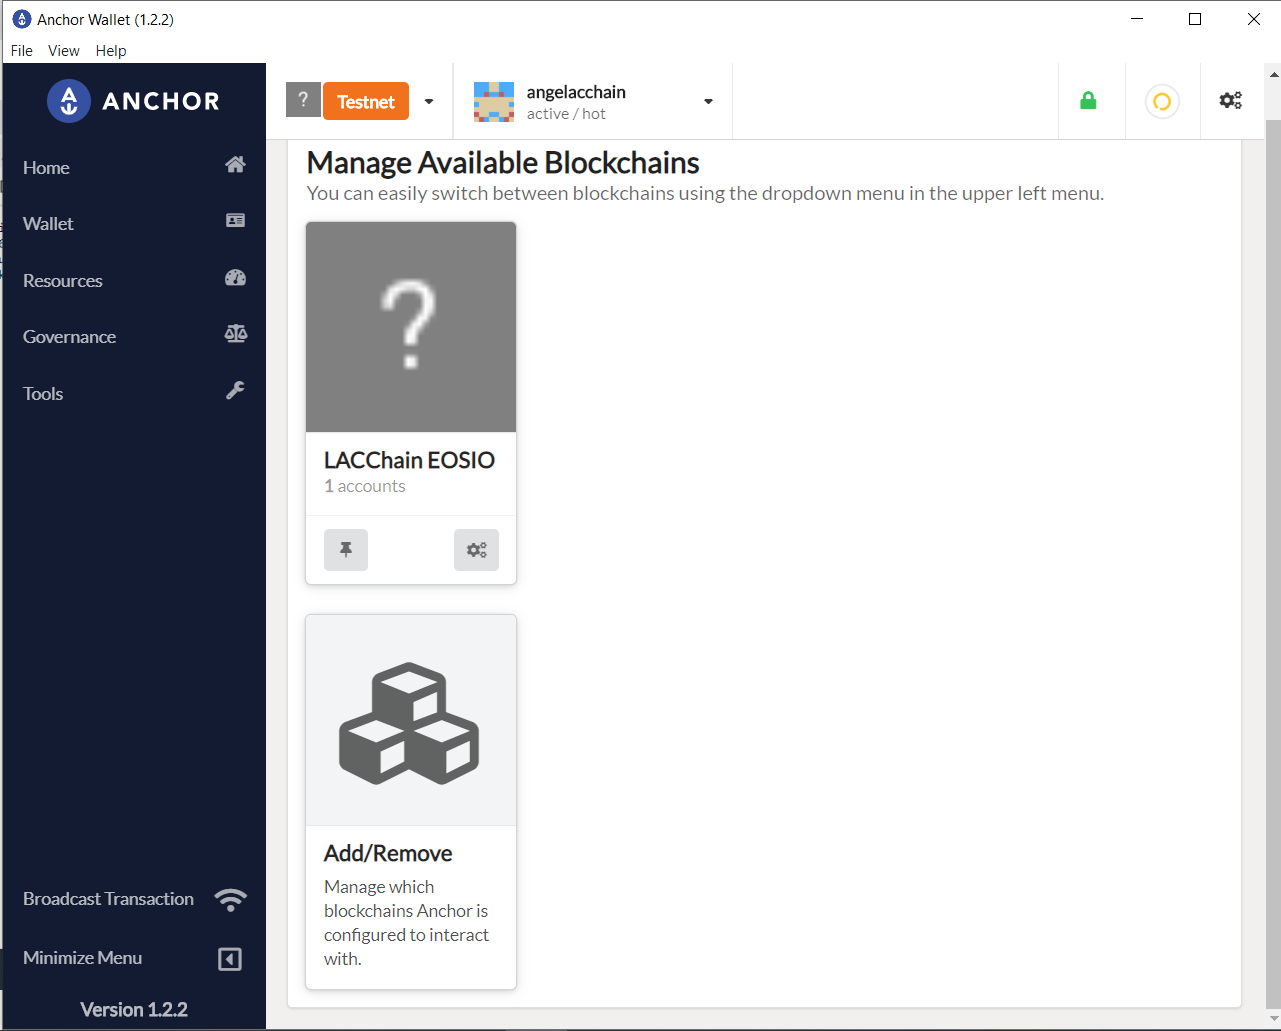 Anchor Wallet (1.2.2)
File View Help
ANCHOR
Home
Wallet
Resources
Governance
Tools
Broadcast Transaction
Minimize Menu
Version 1.2.2
?
Testnet
angelacchain
active / hot
Manage Available Blockchains
You can easily switch between blockchains using the dropdown menu in the upper left menu.
?
LACChain EOSIO
1 accounts
Add/Remove
Manage which
blockchains Anchor is
configured to interact
with.